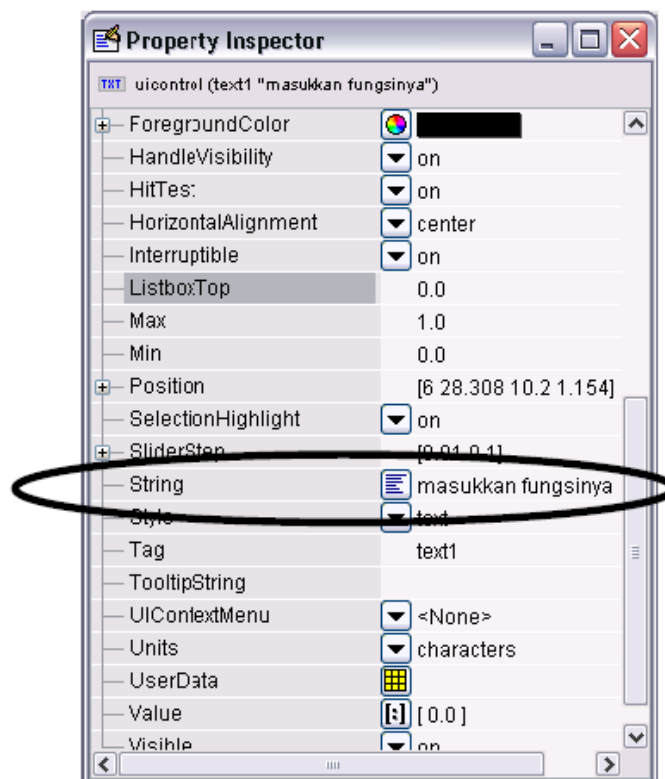 Property Inspector
TXT uicontrol (text1 "masukkan fungsinya")
ForegroundColor
HandleVisibility on
HitTest on
HorizontalAlignment center
Interruptible on
ListboxTop 0.0
Max 1.0
Min 0.0
Position [6 28.308 10.2 1.154]
SelectionHighlight on
SliderStep [0.01 0.1]
String masukkan fungsinya
Style text
Tag text1
TooltipString
UIContextMenu <None>
Units characters
UserData
Value [:] [ 0.0 ]
Visible on